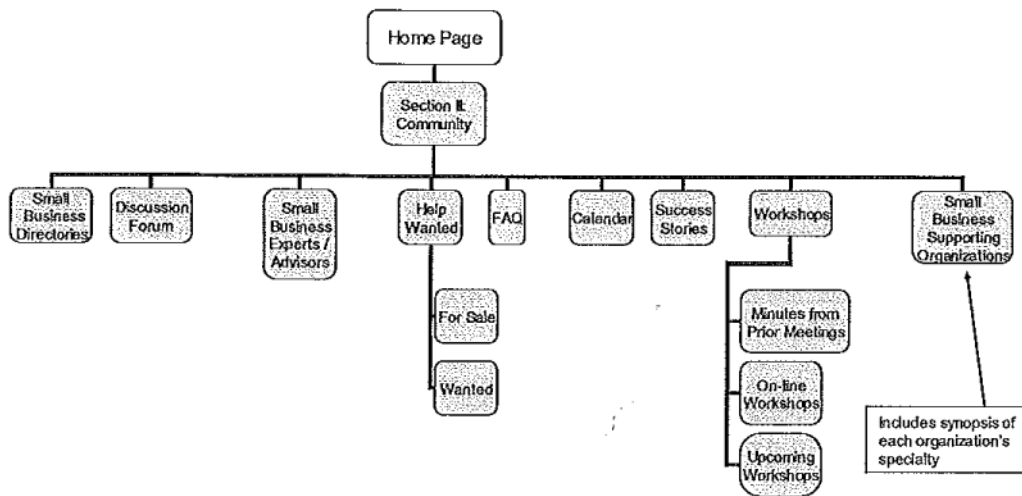 Home Page
Section II:
Community
Small
Business
Directories
Discussion
Forum
Small
Business
Experts /
Advisors
Help
Wanted
FAQ
Calendar
Success
Stories
Workshops
Small
Business
Supporting
Organizations
For Sale
Wanted
Minutes from
Prior Meetings
On-line
Workshops
Upcoming
Workshops
Includes synopsis of
each organization's
specialty